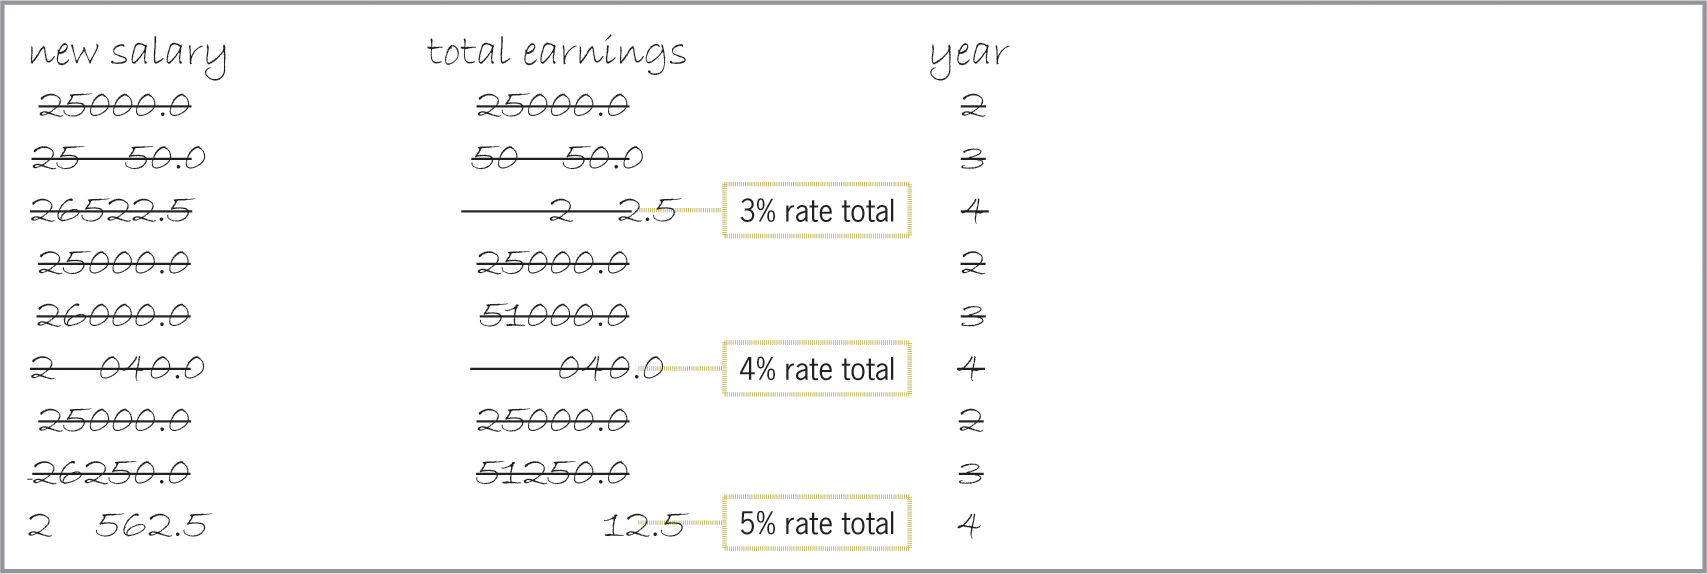 new salary total earnings year
25000.0 25000.0 2
25 50.0 50 50.0 3
26522.5 2 2.5 3% rate total 4
25000.0 25000.0 2
26000.0 51000.0 3
2 040.0 040.0 4% rate total 4
25000.0 25000.0 2
26250.0 51250.0 3
2 562.5 12.5 5% rate total 4